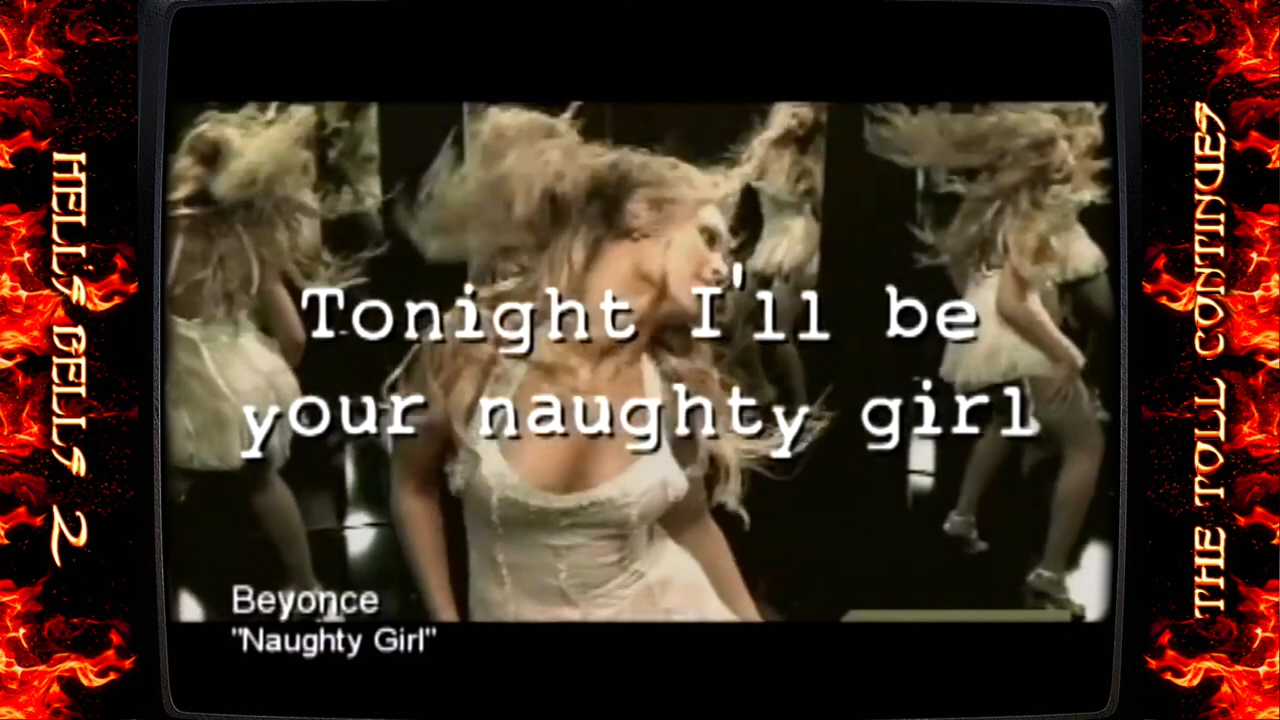 HELL'S BELLS 2
Tonight I'll be
your naughty girl
Beyonce
"Naughty Girl"
THE TOLL CONTINUES